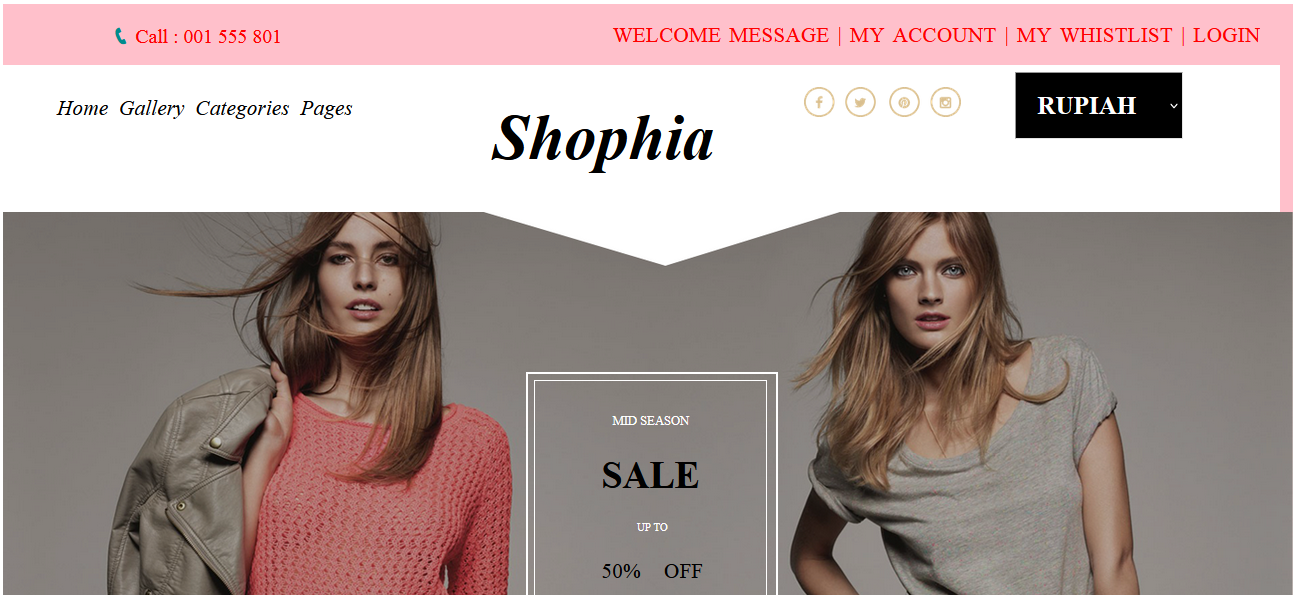 Call : 001 555 801
WELCOME MESSAGE | MY ACCOUNT | MY WHISTLIST | LOGIN
Home Gallery Categories Pages
Shophia
RUPIAH
MID SEASON
SALE
UP TO
50% OFF